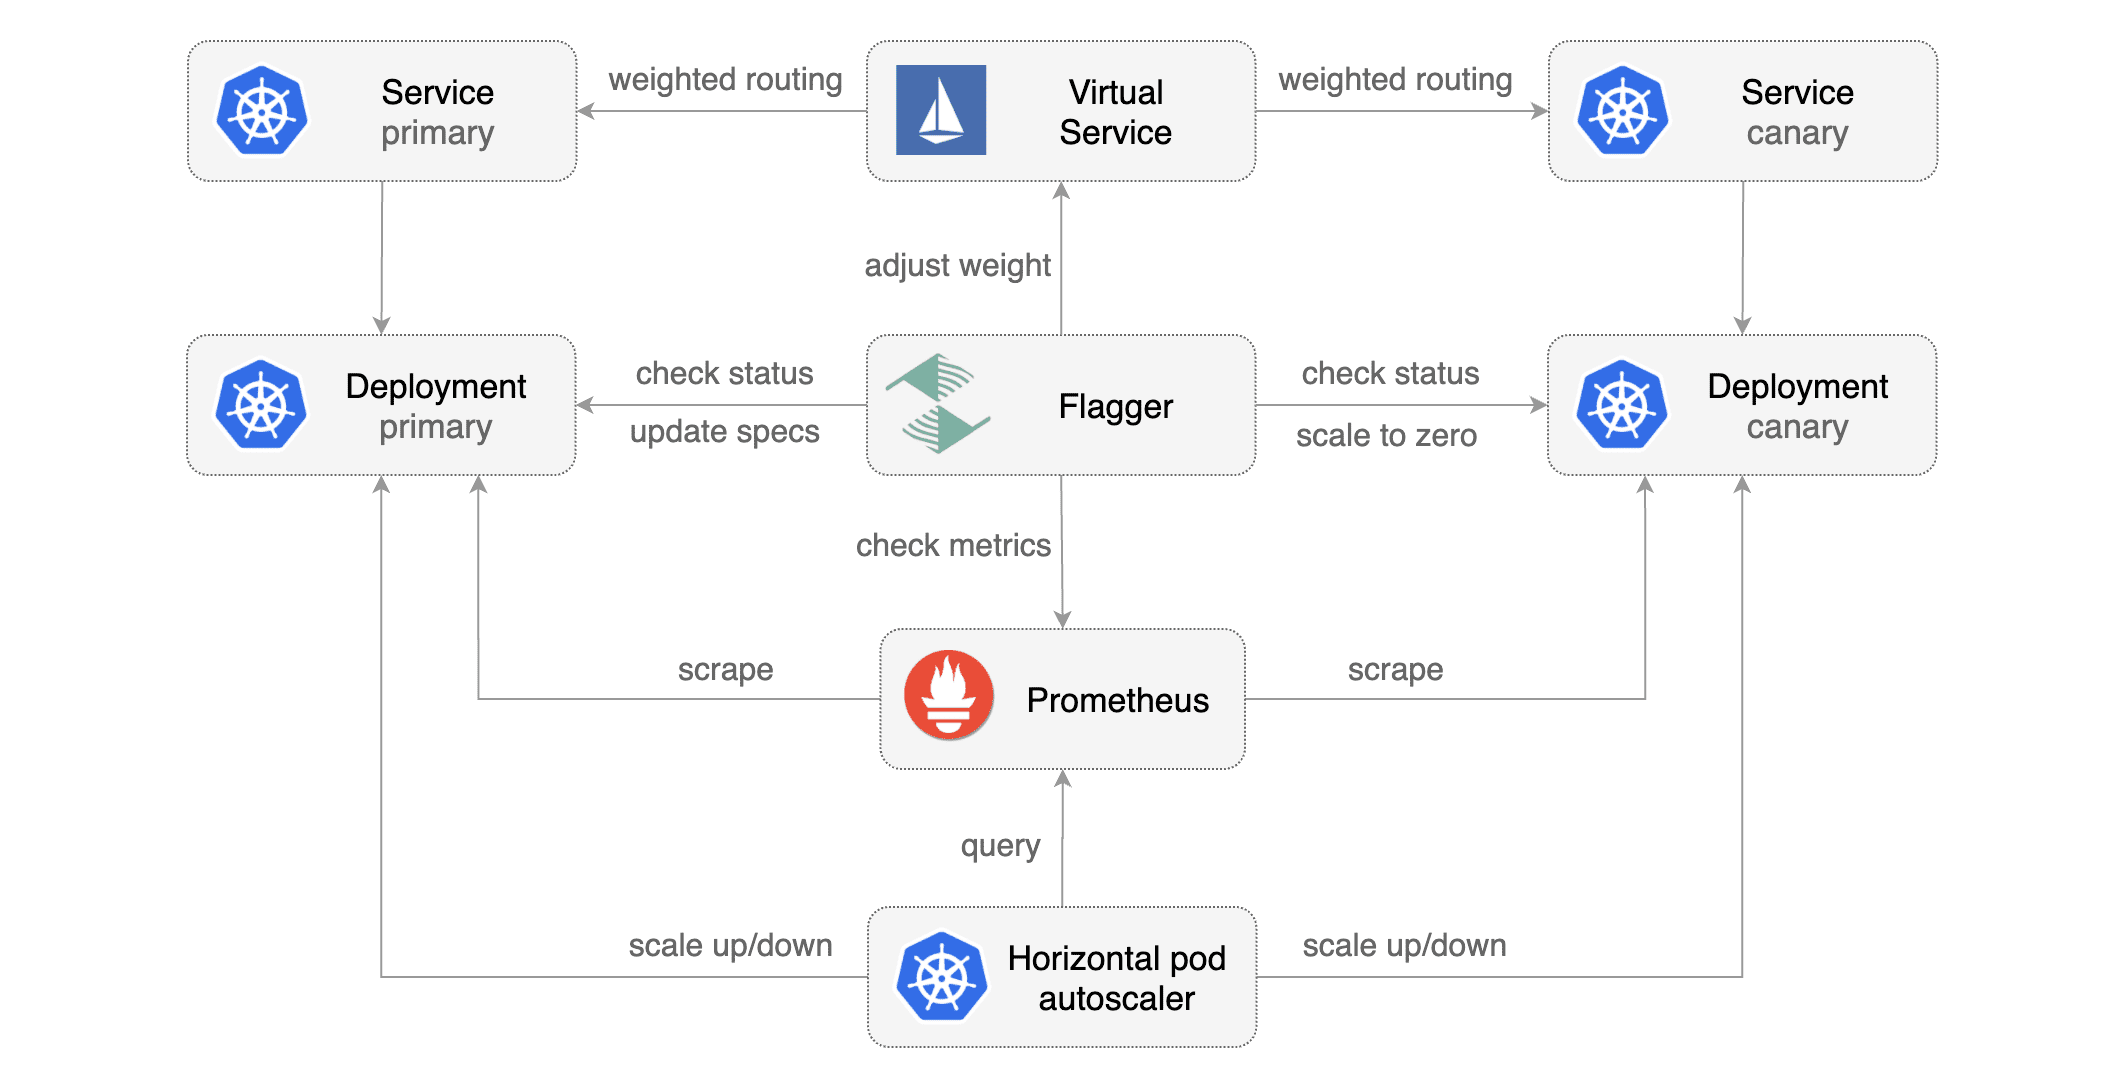 Service
primary
weighted routing
Virtual
Service
weighted routing
Service
canary
adjust weight
Deployment
primary
check status
update specs
Flagger
check status
scale to zero
Deployment
canary
check metrics
scrape
Prometheus
scrape
query
scale up/down
Horizontal pod
autoscaler
scale up/down